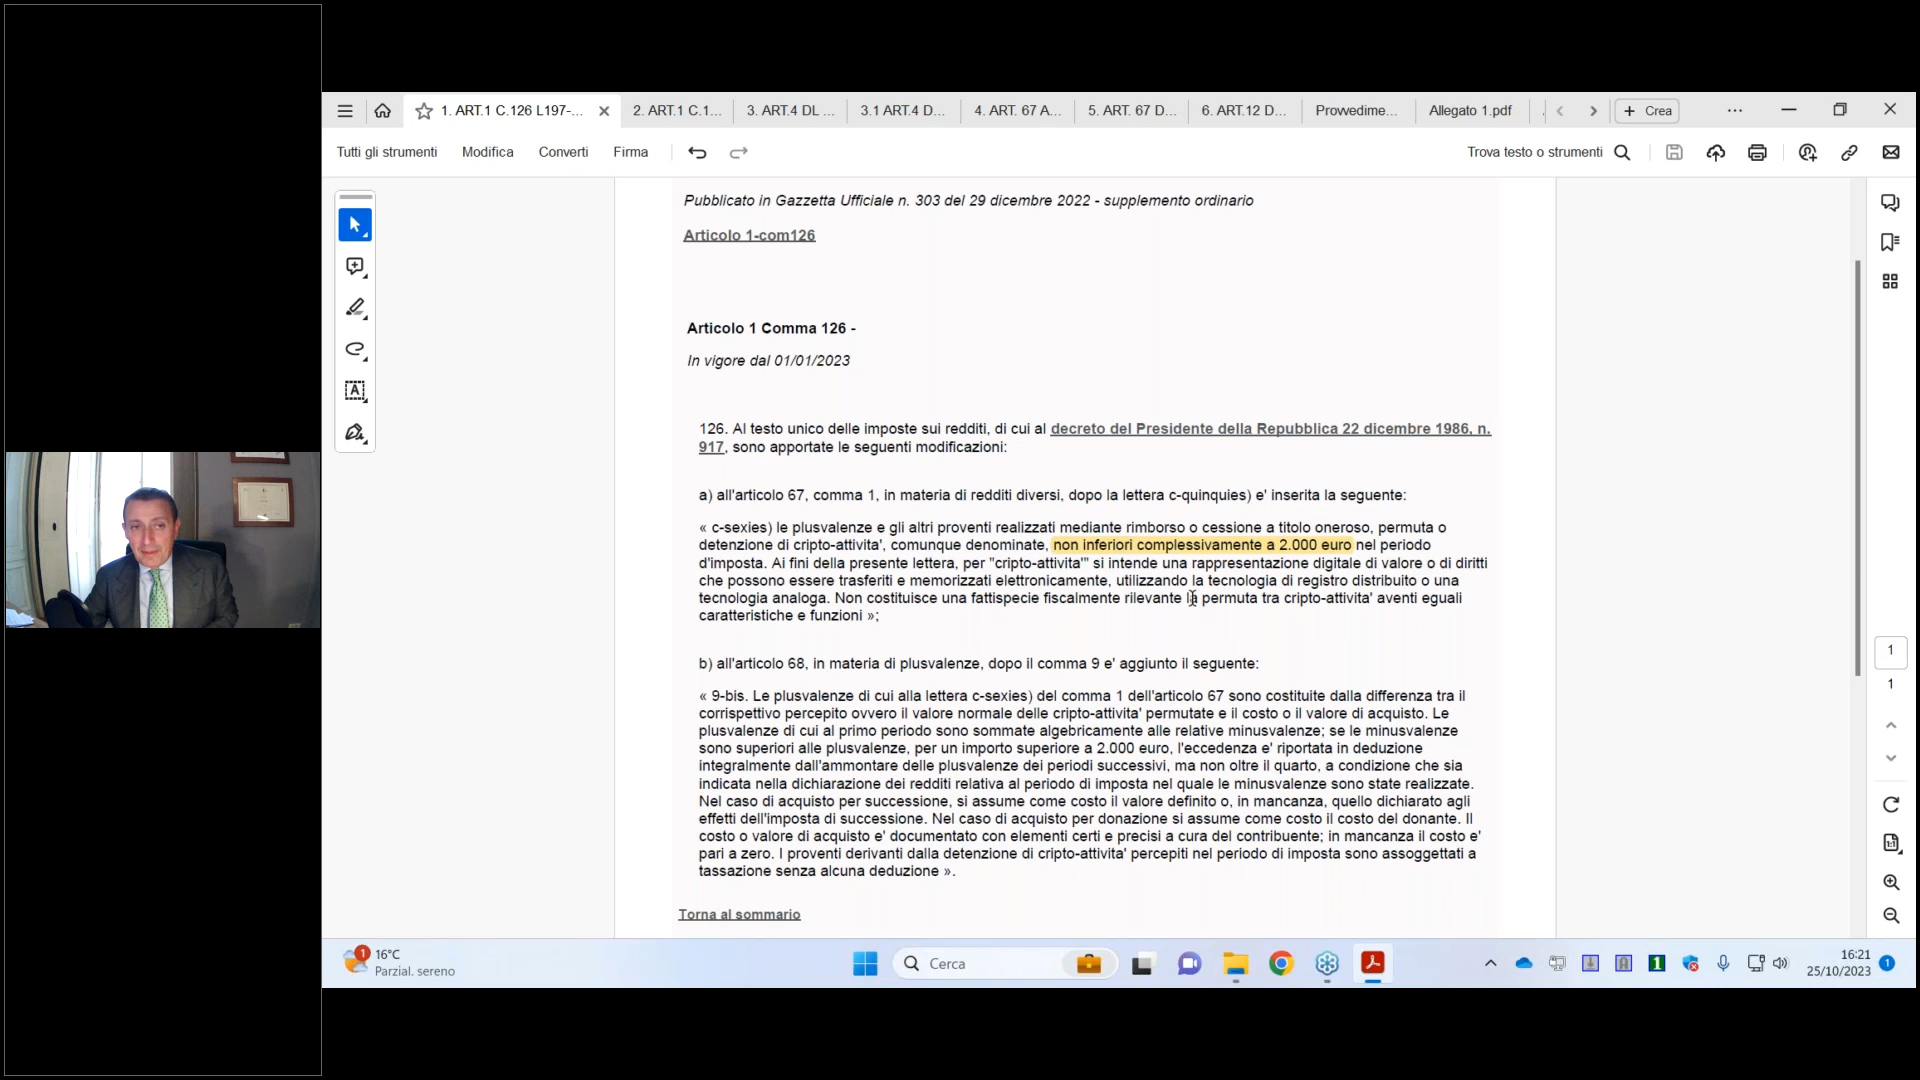 1. ART.1 C.126 L197-...
2. ART.1 C.1...
3. ART.4 DL ...
3.1 ART.4 D...
4. ART. 67 A...
5. ART. 67 D...
6. ART.12 D...
Provvedime...
Allegato 1.pdf
Crea
Tutti gli strumenti
Modifica
Converti
Firma
Trova testo o strumenti
Pubblicato in Gazzetta Ufficiale n. 303 del 29 dicembre 2022 - supplemento ordinario
Articolo 1-com126
Articolo 1 Comma 126 -
In vigore dal 01/01/2023
126. Al testo unico delle imposte sui redditi, di cui al decreto del Presidente della Repubblica 22 dicembre 1986, n.
917, sono apportate le seguenti modificazioni:
a) all'articolo 67, comma 1, in materia di redditi diversi, dopo la lettera c-quinquies) e' inserita la seguente:
« c-sexies) le plusvalenze e gli altri proventi realizzati mediante rimborso o cessione a titolo oneroso, permuta o
detenzione di cripto-attivita', comunque denominate, non inferiori complessivamente a 2.000 euro nel periodo
d'imposta. Ai fini della presente lettera, per "cripto-attivita'" si intende una rappresentazione digitale di valore o di diritti
che possono essere trasferiti e memorizzati elettronicamente, utilizzando la tecnologia di registro distribuito o una
tecnologia analoga. Non costituisce una fattispecie fiscalmente rilevante la permuta tra cripto-attivita' aventi eguali
caratteristiche e funzioni »;
b) all'articolo 68, in materia di plusvalenze, dopo il comma 9 e' aggiunto il seguente:
« 9-bis. Le plusvalenze di cui alla lettera c-sexies) del comma 1 dell'articolo 67 sono costituite dalla differenza tra il
corrispettivo percepito ovvero il valore normale delle cripto-attivita' permutate e il costo o il valore di acquisto. Le
plusvalenze di cui al primo periodo sono sommate algebricamente alle relative minusvalenze; se le minusvalenze
sono superiori alle plusvalenze, per un importo superiore a 2.000 euro, l'eccedenza e' riportata in deduzione
integralmente dall'ammontare delle plusvalenze dei periodi successivi, ma non oltre il quarto, a condizione che sia
indicata nella dichiarazione dei redditi relativa al periodo di imposta nel quale le minusvalenze sono state realizzate.
Nel caso di acquisto per successione, si assume come costo il valore definito o, in mancanza, quello dichiarato agli
effetti dell'imposta di successione. Nel caso di acquisto per donazione si assume come costo il costo del donante. Il
costo o valore di acquisto e' documentato con elementi certi e precisi a cura del contribuente; in mancanza il costo e'
pari a zero. I proventi derivanti dalla detenzione di cripto-attivita' percepiti nel periodo di imposta sono assoggettati a
tassazione senza alcuna deduzione ».
Torna al sommario
1
1
1
16°C
Parzial. sereno
Cerca
1
16:21
25/10/2023
1